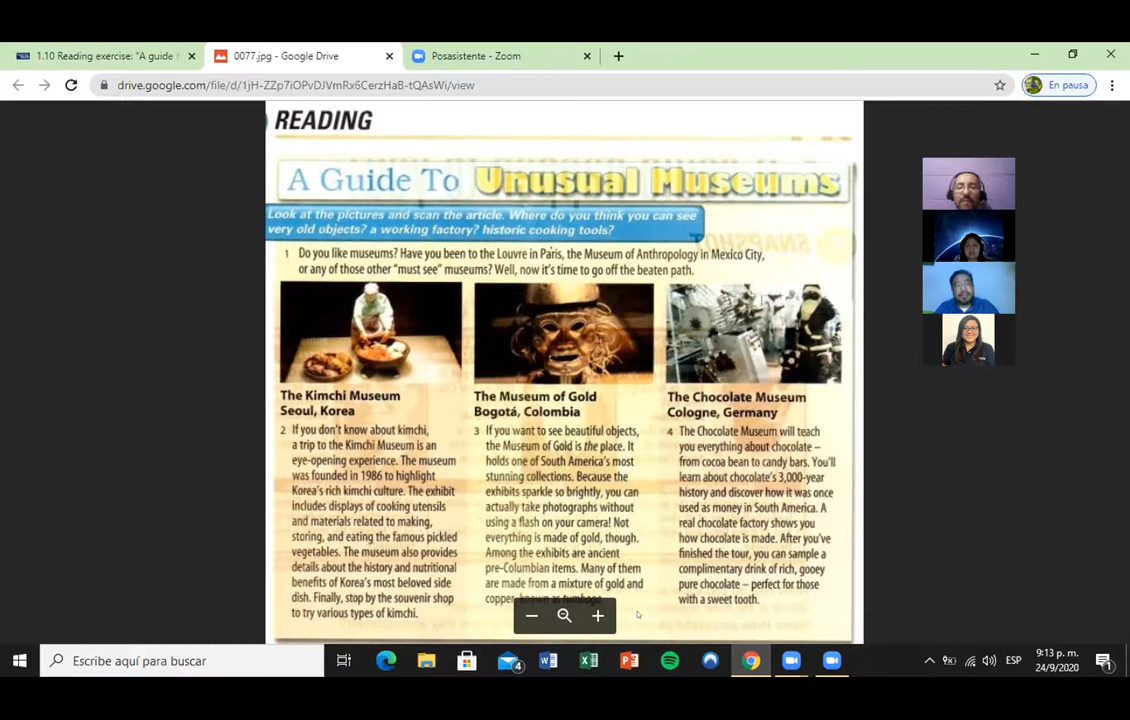 1.10 Reading exercise: "A guide t
0077.jpg - Google Drive
Posasistente - Zoom
drive.google.com/file/d/1jH-ZZp7iOPvDJVmRx6CerzHaB-tQAsWi/view
En pausa
READING
A Guide To Unusual Museums
Look at the pictures and scan the article. Where do you think you can see
very old objects? a working factory? historic cooking tools?
1 Do you like museums? Have you been to the Louvre in Paris, the Museum of Anthropology in Mexico City,
or any of those other "must see" museums? Well, now it's time to go off the beaten path.
The Kimchi Museum
Seoul, Korea
2 If you don't know about kimchi,
a trip to the Kimchi Museum is an
eye-opening experience. The museum
was founded in 1986 to highlight
Korea's rich kimchi culture. The exhibit
includes displays of cooking utensils
and materials related to making,
storing, and eating the famous pickled
vegetables. The museum also provides
details about the history and nutritional
benefits of Korea's most beloved side
dish. Finally, stop by the souvenir shop
to try various types of kimchi.
The Museum of Gold
Bogotá, Colombia
3 If you want to see beautiful objects,
the Museum of Gold is the place. It
holds one of South America's most
stunning collections. Because the
exhibits sparkle so brightly, you can
actually take photographs without
using a flash on your camera! Not
everything is made of gold, though.
Among the exhibits are ancient
pre-Columbian items. Many of them
are made from a mixture of gold and
copper, known as tumbaga.
The Chocolate Museum
Cologne, Germany
4 The Chocolate Museum will teach
you everything about chocolate –
from cocoa bean to candy bars. You'll
learn about chocolate's 3,000-year
history and discover how it was once
used as money in South America. A
real chocolate factory shows you
how chocolate is made. After you've
finished the tour, you can sample a
complimentary drink of rich, gooey
pure chocolate – perfect for those
with a sweet tooth.
Escribe aquí para buscar
4
ESP
9:13 p. m.
24/9/2020
1